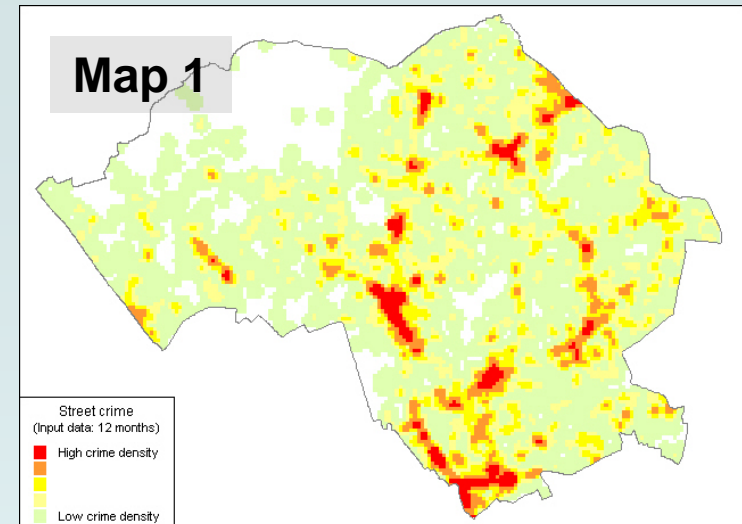 Map 1
Street crime
(Input data: 12 months)
High crime density
Low crime density